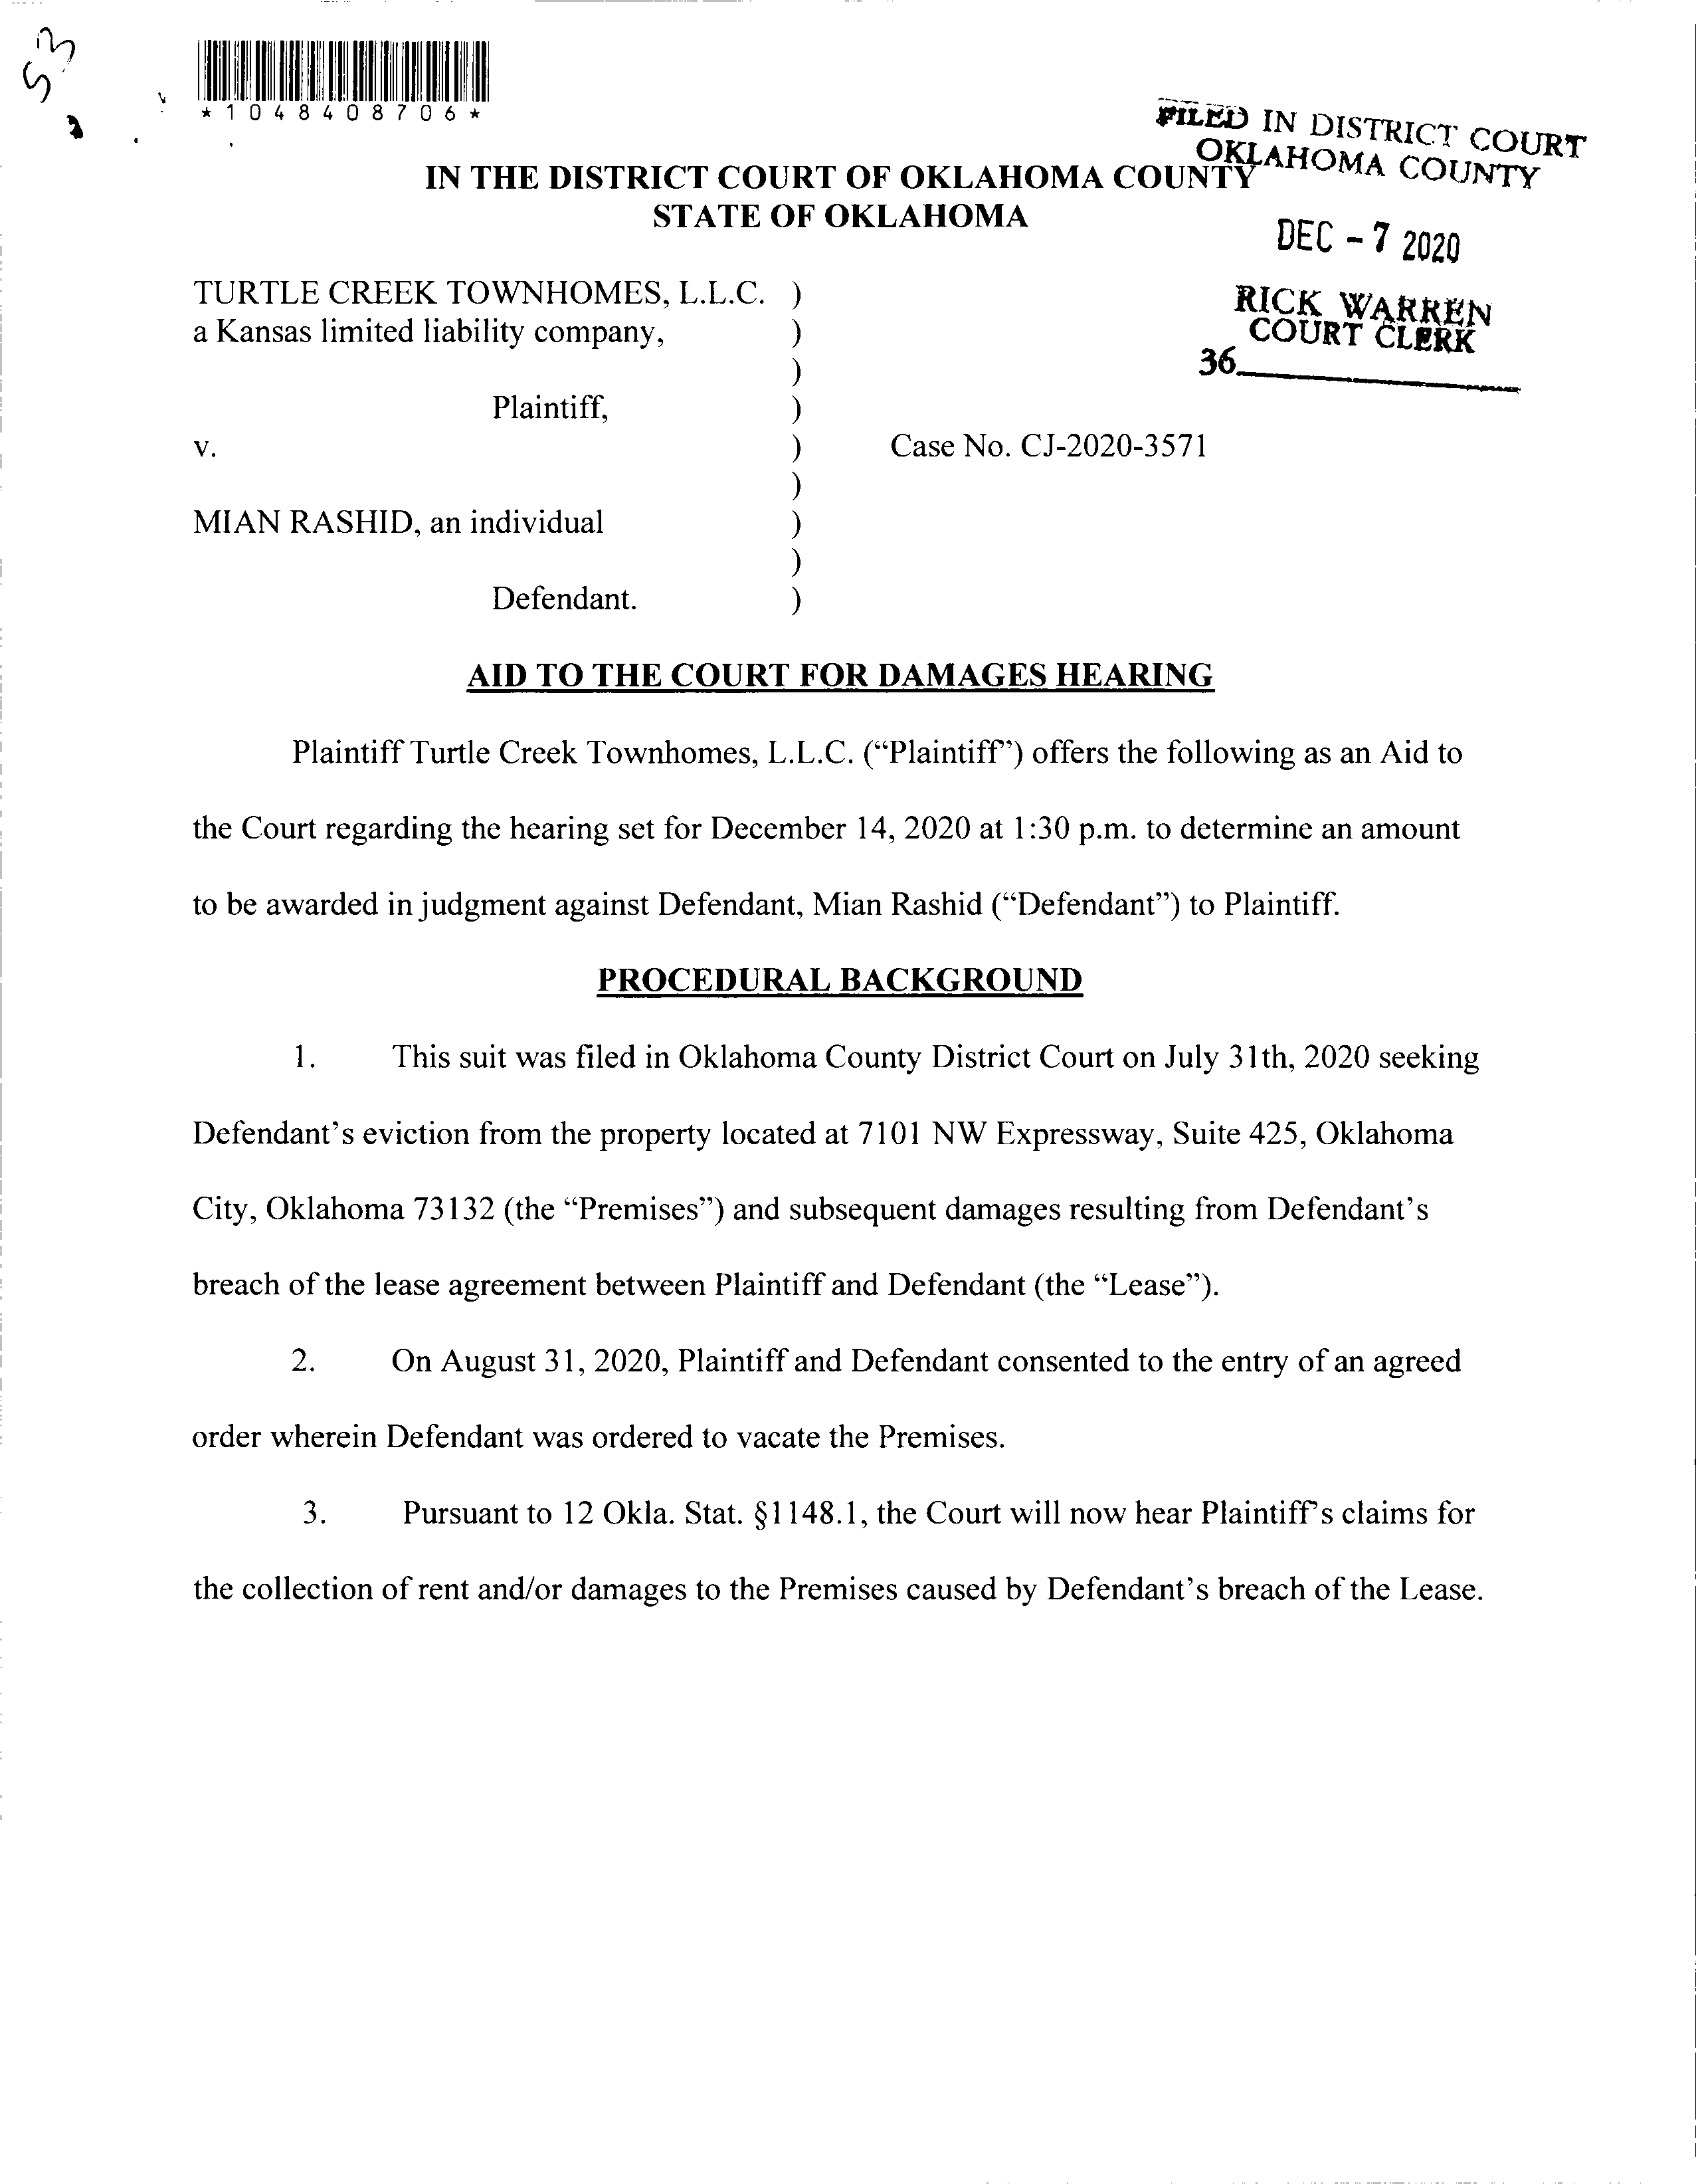 53
*1048408706*
FILED IN DISTRICT COURT
OKLAHOMA COUNTY
IN THE DISTRICT COURT OF OKLAHOMA COUNTY
STATE OF OKLAHOMA
DEC - 7 2020
RICK WARREN
COURT CLERK
36
TURTLE CREEK TOWNHOMES, L.L.C. )
a Kansas limited liability company, )
)
Plaintiff, )
v. ) Case No. CJ-2020-3571
)
MIAN RASHID, an individual )
)
Defendant. )
AID TO THE COURT FOR DAMAGES HEARING
Plaintiff Turtle Creek Townhomes, L.L.C. (“Plaintiff”) offers the following as an Aid to
the Court regarding the hearing set for December 14, 2020 at 1:30 p.m. to determine an amount
to be awarded in judgment against Defendant, Mian Rashid (“Defendant”) to Plaintiff.
PROCEDURAL BACKGROUND
1. This suit was filed in Oklahoma County District Court on July 31th, 2020 seeking
Defendant’s eviction from the property located at 7101 NW Expressway, Suite 425, Oklahoma
City, Oklahoma 73132 (the “Premises”) and subsequent damages resulting from Defendant’s
breach of the lease agreement between Plaintiff and Defendant (the “Lease”).
2. On August 31, 2020, Plaintiff and Defendant consented to the entry of an agreed
order wherein Defendant was ordered to vacate the Premises.
3. Pursuant to 12 Okla. Stat. §1148.1, the Court will now hear Plaintiff’s claims for
the collection of rent and/or damages to the Premises caused by Defendant’s breach of the Lease.